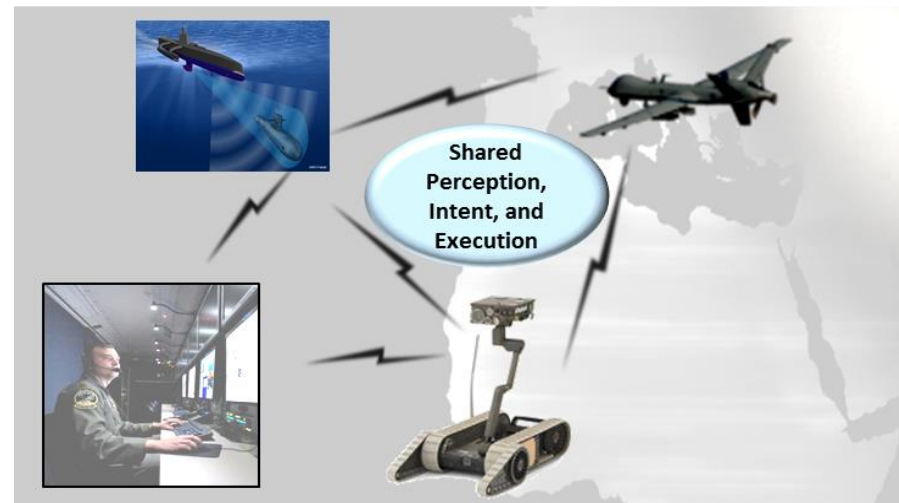 Shared
Perception,
Intent, and
Execution